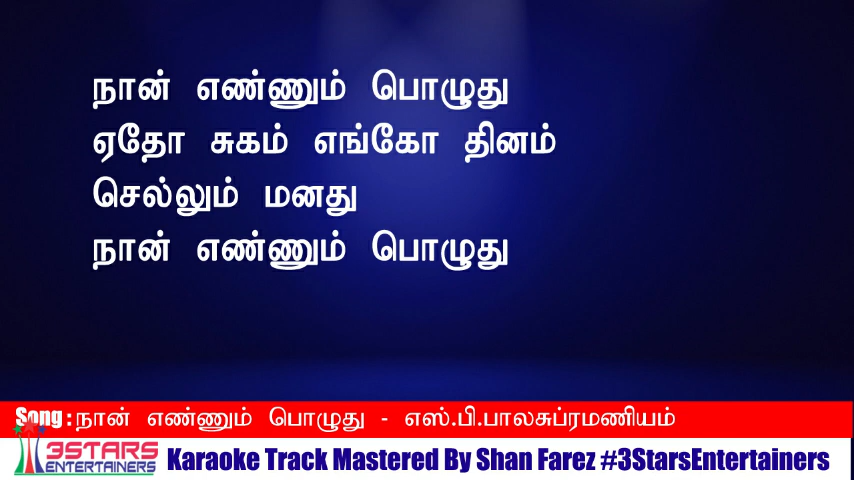 நான் எண்ணும் பொழுது
ஏதோ சுகம் எங்கோ தினம்
செல்லும் மனது
நான் எண்ணும் பொழுது
Song : நான் எண்ணும் பொழுது - எஸ்.பி.பாலசுப்ரமணியம்
3STARS
ENTERTAINERS
Karaoke Track Mastered By Shan Farez #3StarsEntertainers